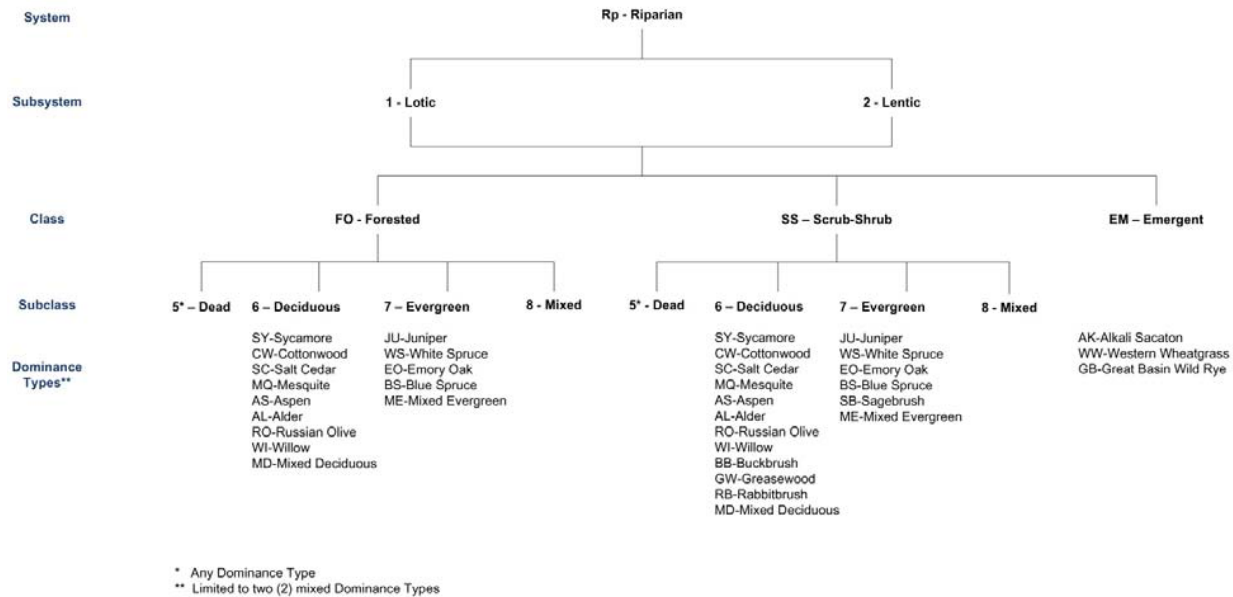 System
Rp - Riparian
Subsystem
1 - Lotic
2 - Lentic
Class
FO - Forested
SS – Scrub-Shrub
EM – Emergent
Subclass
5* – Dead
6 – Deciduous
7 – Evergreen
8 - Mixed
5* - Dead
6 – Deciduous
7 – Evergreen
8 - Mixed
Dominance
Types**
SY-Sycamore
CW-Cottonwood
SC-Salt Cedar
MQ-Mesquite
AS-Aspen
AL-Alder
RO-Russian Olive
WI-Willow
MD-Mixed Deciduous
JU-Juniper
WS-White Spruce
EO-Emory Oak
BS-Blue Spruce
ME-Mixed Evergreen
SY-Sycamore
CW-Cottonwood
SC-Salt Cedar
MQ-Mesquite
AS-Aspen
AL-Alder
RO-Russian Olive
WI-Willow
BB-Buckbrush
GW-Greasewood
RB-Rabbitbrush
MD-Mixed Deciduous
JU-Juniper
WS-White Spruce
EO-Emory Oak
BS-Blue Spruce
SB-Sagebrush
ME-Mixed Evergreen
AK-Alkali Sacaton
WW-Western Wheatgrass
GB-Great Basin Wild Rye
* Any Dominance Type
** Limited to two (2) mixed Dominance Types